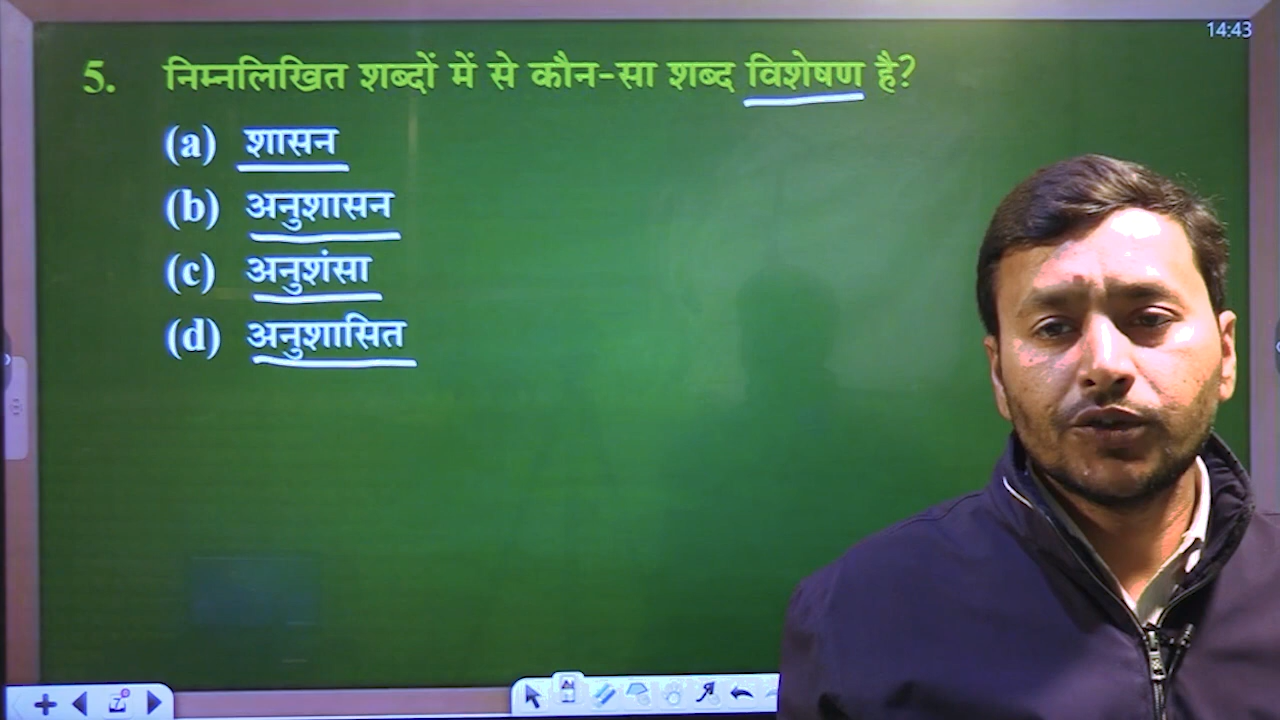 14:43
5. निम्नलिखित शब्दों में से कौन-सा शब्द विशेषण है?
(a) शासन
(b) अनुशासन
(c) अनुशंसा
(d) अनुशासित